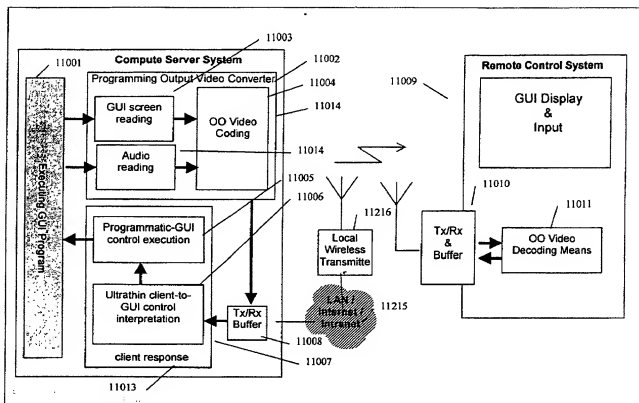 Compute Server System
11001
11003
11002
11004
11014
Programming Output Video Converter
GUI screen reading
OO Video Coding
Audio reading
11014
11005
11006
Executing GUI Program
Programmatic-GUI control execution
Ultrathin client-to-GUI control interpretation
client response
11013
11007
Tx/Rx Buffer
11008
LAN / Internet / Intranet
11215
Local Wireless Transmitte
11216
11009
Remote Control System
GUI Display & Input
11010
Tx/Rx & Buffer
11011
OO Video Decoding Means